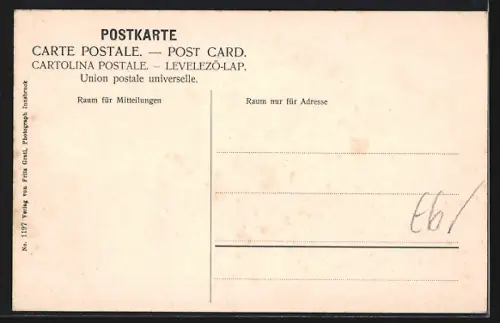 POSTKARTE
CARTE POSTALE. — POST CARD.
CARTOLINA POSTALE. – LEVELEZŐ-LAP.
Union postale universelle.
Raum für Mitteilungen
Raum nur für Adresse
No. 1197 Verlag von Fritz Gratl, Photograph Innsbruck